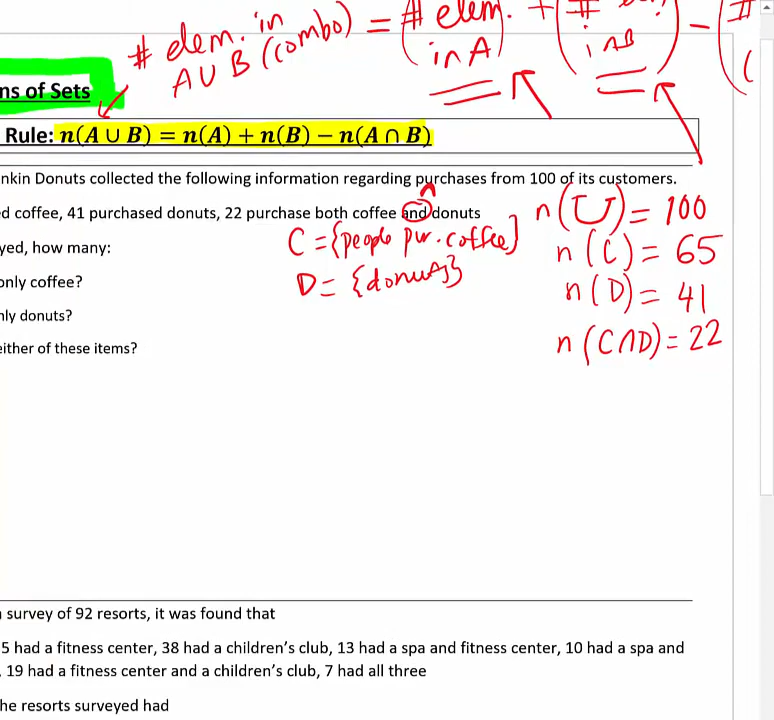 # elem. in
A ∪ B (combo) = (# elem. in A) + (# in B) − (
ns of Sets
Rule: n(A ∪ B) = n(A) + n(B) − n(A ∩ B)
nkin Donuts collected the following information regarding purchases from 100 of its customers.
d coffee, 41 purchased donuts, 22 purchase both coffee and donuts
n(U) = 100
yed, how many:
C = {people pur. coffee}
n(C) = 65
only coffee?
D = {donuts}
n(D) = 41
nly donuts?
either of these items?
n(C∩D) = 22
survey of 92 resorts, it was found that
5 had a fitness center, 38 had a children’s club, 13 had a spa and fitness center, 10 had a spa and
, 19 had a fitness center and a children’s club, 7 had all three
he resorts surveyed had